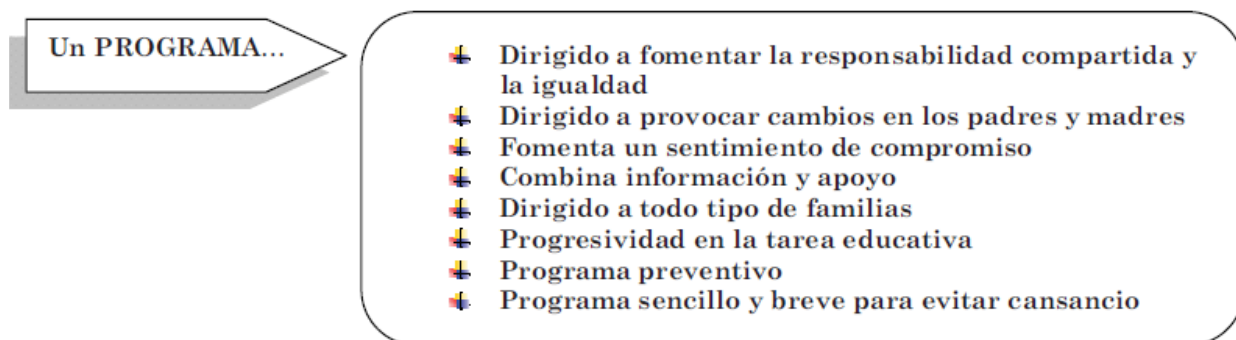 Un PROGRAMA...
Dirigido a fomentar la responsabilidad compartida y
la igualdad
Dirigido a provocar cambios en los padres y madres
Fomenta un sentimiento de compromiso
Combina información y apoyo
Dirigido a todo tipo de familias
Progresividad en la tarea educativa
Programa preventivo
Programa sencillo y breve para evitar cansancio